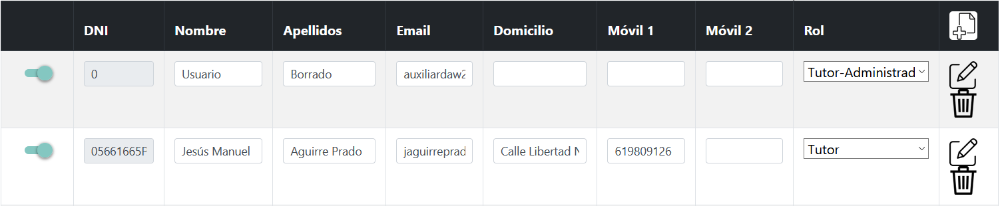 DNI Nombre Apellidos Email Domicilio Móvil 1 Móvil 2 Rol
0 Usuario Borrado auxiliardaw2 Tutor-Administrad
05661665P Jesús Manuel Aguirre Prado jaguirreprad Calle Libertad N 619809126 Tutor